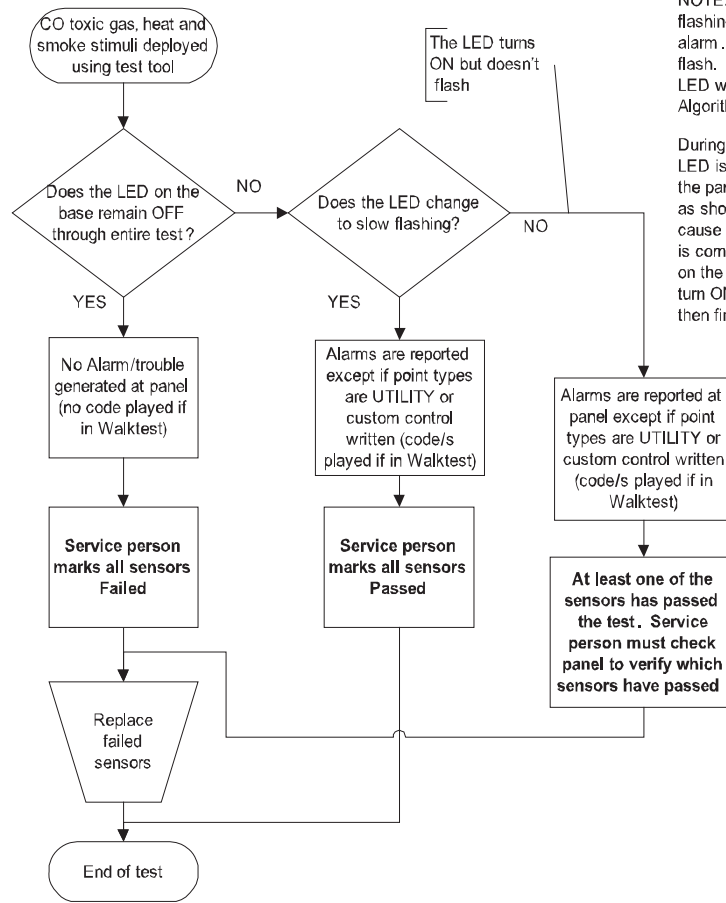 CO toxic gas, heat and
smoke stimuli deployed
using test tool
The LED turns
ON but doesn't
flash
Does the LED on the
base remain OFF
through entire test?
NO
Does the LED change
to slow flashing?
NO
YES
YES
No Alarm/trouble
generated at panel
(no code played if
in Walktest)
Alarms are reported
except if point types
are UTILITY or
custom control
written (code/s
played if in Walktest)
Alarms are reported at
panel except if point
types are UTILITY or
custom control written
(code/s played if in
Walktest)
Service person
marks all sensors
Failed
Service person
marks all sensors
Passed
At least one of the
sensors has passed
the test. Service
person must check
panel to verify which
sensors have passed
Replace
failed
sensors
End of test
NOTE:
alarm.
flash.
LED
During
LED is
the
as
cause
is
on the
turn
then